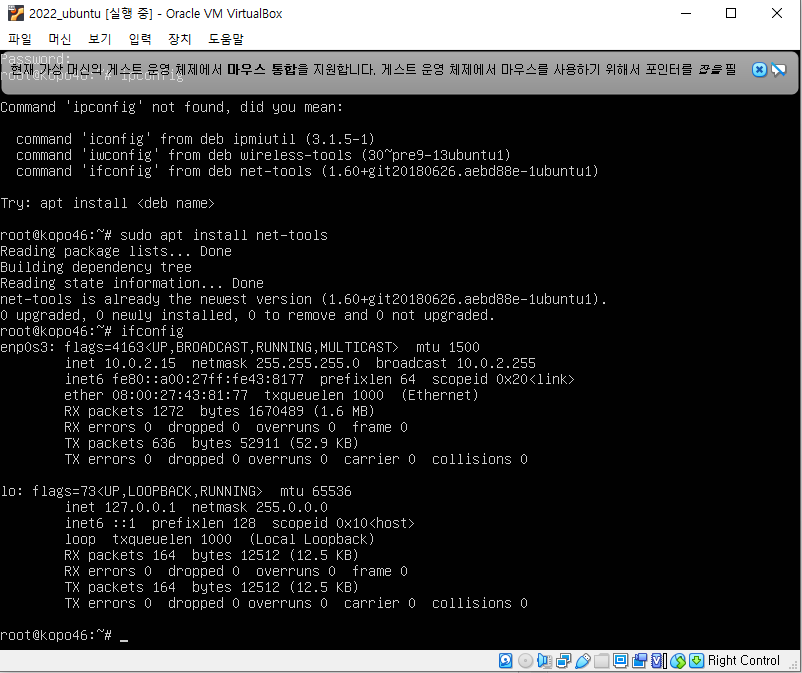 2022_ubuntu [실행 중] - Oracle VM VirtualBox
파일 머신 보기 입력 장치 도움말
Password:
현재 가상 머신의 게스트 운영 체제에서 마우스 통합을 지원합니다. 게스트 운영 체제에서 마우스를 사용하기 위해서 포인터를 잡을 필
root@kopo46:~# ipconfig
Command 'ipconfig' not found, did you mean:
command 'iconfig' from deb ipmiutil (3.1.5-1)
command 'iwconfig' from deb wireless-tools (30~pre9-13ubuntu1)
command 'ifconfig' from deb net-tools (1.60+git20180626.aebd88e-1ubuntu1)
Try: apt install <deb name>
root@kopo46:~# sudo apt install net-tools
Reading package lists... Done
Building dependency tree
Reading state information... Done
net-tools is already the newest version (1.60+git20180626.aebd88e-1ubuntu1).
0 upgraded, 0 newly installed, 0 to remove and 0 not upgraded.
root@kopo46:~# ifconfig
enp0s3: flags=4163<UP,BROADCAST,RUNNING,MULTICAST>  mtu 1500
inet 10.0.2.15  netmask 255.255.255.0  broadcast 10.0.2.255
inet6 fe80::a00:27ff:fe43:8177  prefixlen 64  scopeid 0x20<link>
ether 08:00:27:43:81:77  txqueuelen 1000  (Ethernet)
RX packets 1272  bytes 1670489 (1.6 MB)
RX errors 0  dropped 0  overruns 0  frame 0
TX packets 636  bytes 52911 (52.9 KB)
TX errors 0  dropped 0 overruns 0  carrier 0  collisions 0
lo: flags=73<UP,LOOPBACK,RUNNING>  mtu 65536
inet 127.0.0.1  netmask 255.0.0.0
inet6 ::1  prefixlen 128  scopeid 0x10<host>
loop  txqueuelen 1000  (Local Loopback)
RX packets 164  bytes 12512 (12.5 KB)
RX errors 0  dropped 0  overruns 0  frame 0
TX packets 164  bytes 12512 (12.5 KB)
TX errors 0  dropped 0 overruns 0  carrier 0  collisions 0
root@kopo46:~# _
Right Control